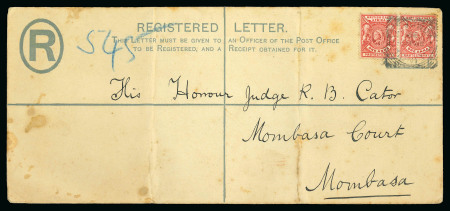 REGISTERED LETTER.
THIS LETTER MUST BE GIVEN TO AN OFFICER OF THE POST OFFICE
TO BE REGISTERED, AND A RECEIPT OBTAINED FOR IT.
R
545
His Honour Judge R. B. Cator
Mombasa Court
Mombasa